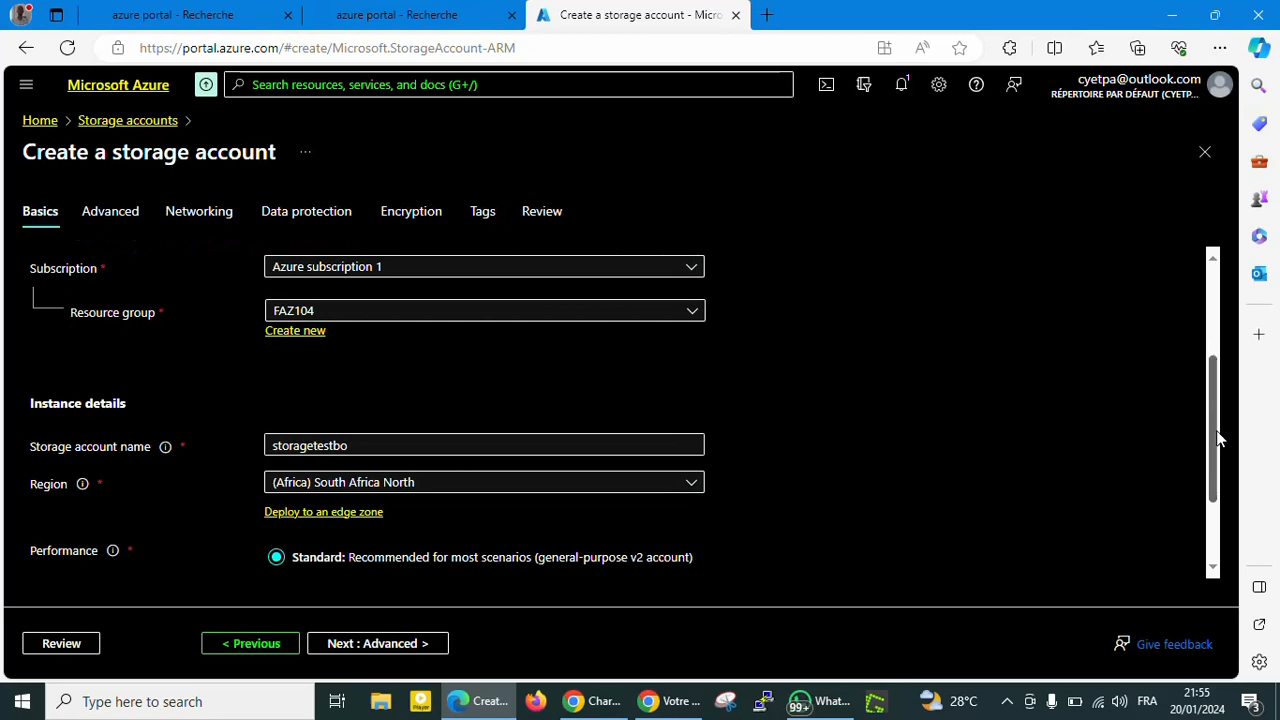 azure portal - Recherche
azure portal - Recherche
Create a storage account - Micro
https://portal.azure.com/#create/Microsoft.StorageAccount-ARM
Microsoft Azure
Search resources, services, and docs (G+/)
1
cyetpa@outlook.com
RÉPERTOIRE PAR DÉFAUT (CYETP...
Home > Storage accounts >
Create a storage account ...
Basics Advanced Networking Data protection Encryption Tags Review
Subscription *
Azure subscription 1
Resource group *
FAZ104
Create new
Instance details
Storage account name *
storagetestbo
Region *
(Africa) South Africa North
Deploy to an edge zone
Performance *
Standard: Recommended for most scenarios (general-purpose v2 account)
Review
< Previous
Next : Advanced >
Give feedback
Type here to search
Player
Creat...
Char...
Votre ...
99+
What...
28°C
FRA
21:55
20/01/2024
3